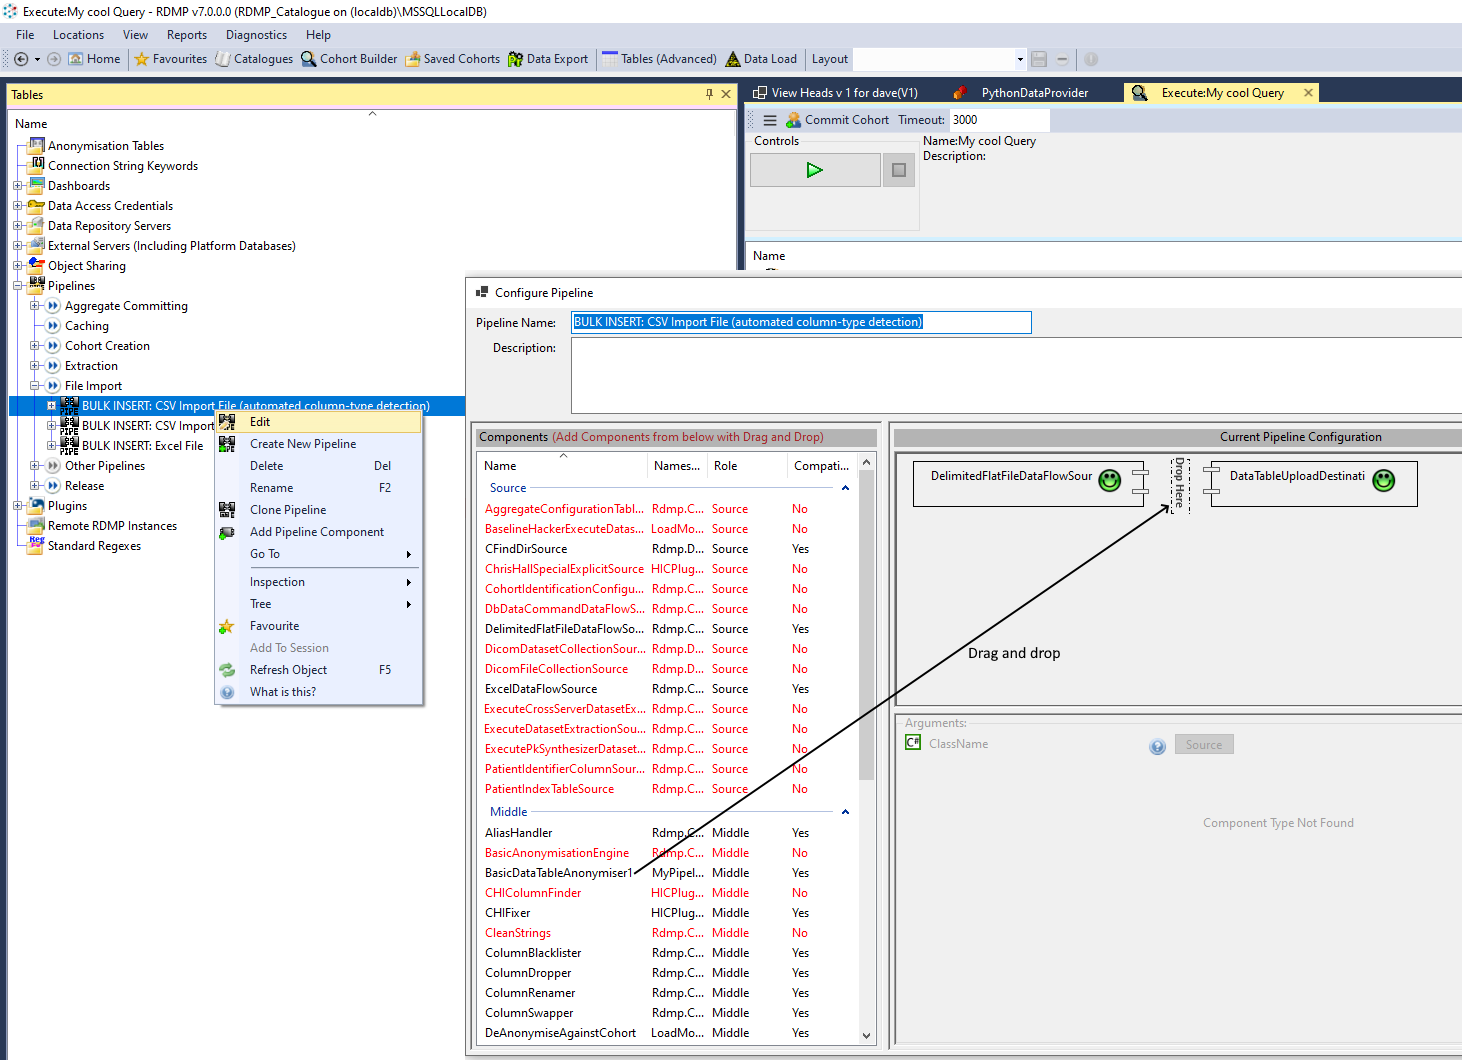 Execute:My cool Query - RDMP v7.0.0.0 (RDMP_Catalogue on (localdb)\MSSQLLocalDB)
File Locations View Reports Diagnostics Help
Home Favourites Catalogues Cohort Builder Saved Cohorts Data Export Tables (Advanced) Data Load Layout
Tables
Name
Anonymisation Tables
Connection String Keywords
Dashboards
Data Access Credentials
Data Repository Servers
External Servers (Including Platform Databases)
Object Sharing
Pipelines
Aggregate Committing
Caching
Cohort Creation
Extraction
File Import
BULK INSERT: CSV Import File (automated column-type detection)
BULK INSERT: CSV Import
BULK INSERT: Excel File
Other Pipelines
Release
Plugins
Remote RDMP Instances
Standard Regexes
Edit
Create New Pipeline
Delete Del
Rename F2
Clone Pipeline
Add Pipeline Component
Go To
Inspection
Tree
Favourite
Add To Session
Refresh Object F5
What is this?
View Heads v 1 for dave(V1) PythonDataProvider Execute:My cool Query
Commit Cohort Timeout: 3000
Controls
Name:My cool Query
Description:
Name
Configure Pipeline
Pipeline Name: BULK INSERT: CSV Import File (automated column-type detection)
Description:
Components (Add Components from below with Drag and Drop)
Name Names... Role Compati...
Source
AggregateConfigurationTabl... Rdmp.C... Source No
BaselineHackerExecuteDatas... LoadMo... Source No
CFindDirSource Rdmp.D... Source Yes
ChrisHallSpecialExplicitSource HICPlug... Source No
CohortIdentificationConfigu... Rdmp.C... Source No
DbDataCommandDataFlowS... Rdmp.C... Source No
DelimitedFlatFileDataFlowSo... Rdmp.C... Source Yes
DicomDatasetCollectionSour... Rdmp.D... Source No
DicomFileCollectionSource Rdmp.D... Source No
ExcelDataFlowSource Rdmp.C... Source Yes
ExecuteCrossServerDatasetEx... Rdmp.C... Source No
ExecuteDatasetExtractionSou... Rdmp.C... Source No
ExecutePkSynthesizerDataset... Rdmp.C... Source No
PatientIdentifierColumnSour... Rdmp.C... Source No
PatientIndexTableSource Rdmp.C... Source No
Middle
AliasHandler Rdmp.C... Middle Yes
BasicAnonymisationEngine Rdmp.C... Middle No
BasicDataTableAnonymiser1 MyPipel... Middle Yes
CHIColumnFinder HICPlug... Middle No
CHIFixer HICPlug... Middle Yes
CleanStrings Rdmp.C... Middle No
ColumnBlacklister Rdmp.C... Middle Yes
ColumnDropper Rdmp.C... Middle Yes
ColumnRenamer Rdmp.C... Middle Yes
ColumnSwapper Rdmp.C... Middle Yes
DeAnonymiseAgainstCohort LoadMo... Middle Yes
Current Pipeline Configuration
DelimitedFlatFileDataFlowSour
Drop Here
DataTableUploadDestinati
Drag and drop
Arguments:
C# ClassName Source
Component Type Not Found